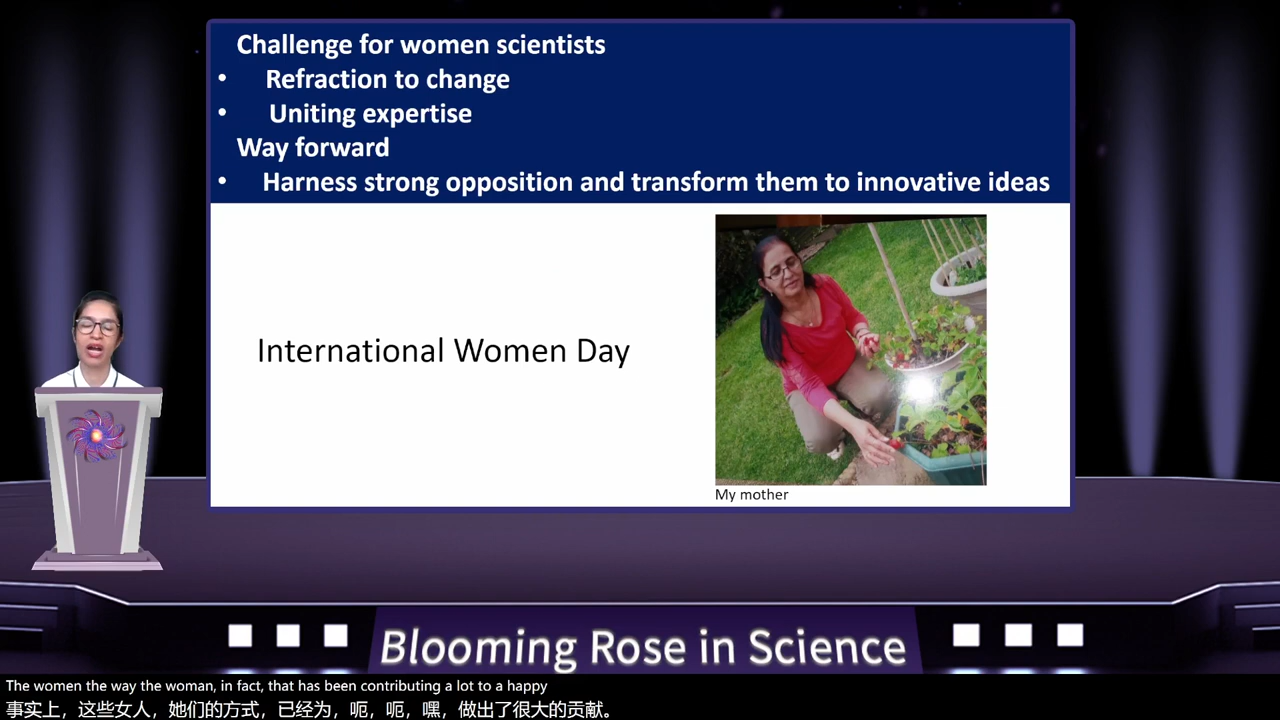 Challenge for women scientists
• Refraction to change
• Uniting expertise
Way forward
• Harness strong opposition and transform them to innovative ideas
International Women Day
My mother
Blooming Rose in Science
The women the way the woman, in fact, that has been contributing a lot to a happy
事实上，这些女人，她们的方式，已经为，呃，呃，嘿，做出了很大的贡献。